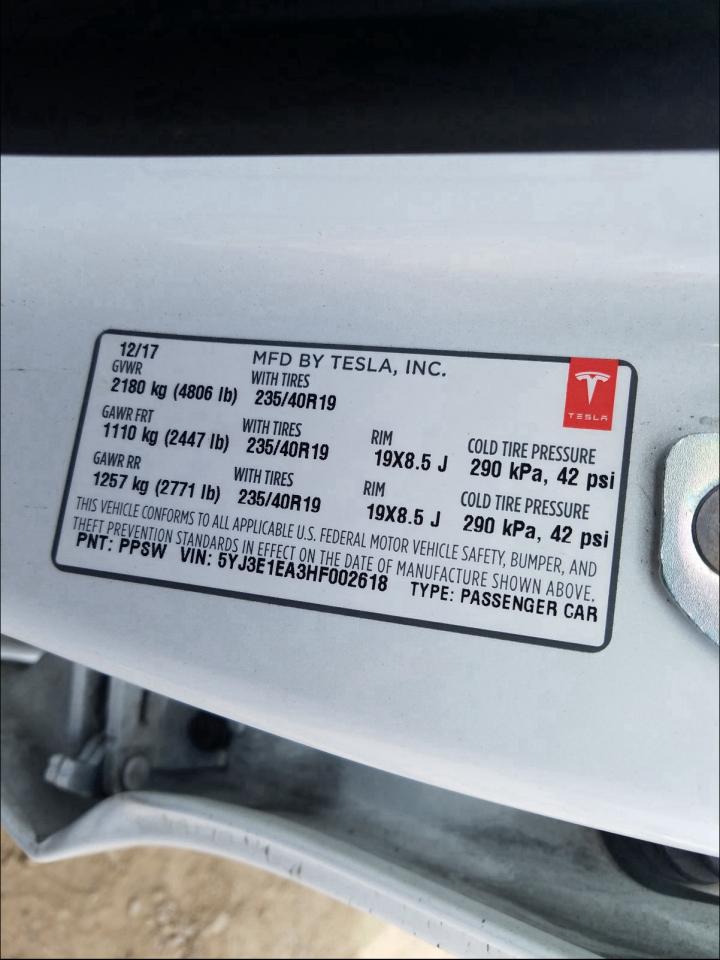 12/17 MFD BY TESLA, INC.
GVWR WITH TIRES
2180 kg (4806 lb) 235/40R19
TESLA
GAWR FRT WITH TIRES RIM COLD TIRE PRESSURE
1110 kg (2447 lb) 235/40R19 19X8.5 J 290 kPa, 42 psi
GAWR RR WITH TIRES RIM COLD TIRE PRESSURE
1257 kg (2771 lb) 235/40R19 19X8.5 J 290 kPa, 42 psi
THIS VEHICLE CONFORMS TO ALL APPLICABLE U.S. FEDERAL MOTOR VEHICLE SAFETY, BUMPER, AND
THEFT PREVENTION STANDARDS IN EFFECT ON THE DATE OF MANUFACTURE SHOWN ABOVE.
PNT: PPSW VIN: 5YJ3E1EA3HF002618 TYPE: PASSENGER CAR